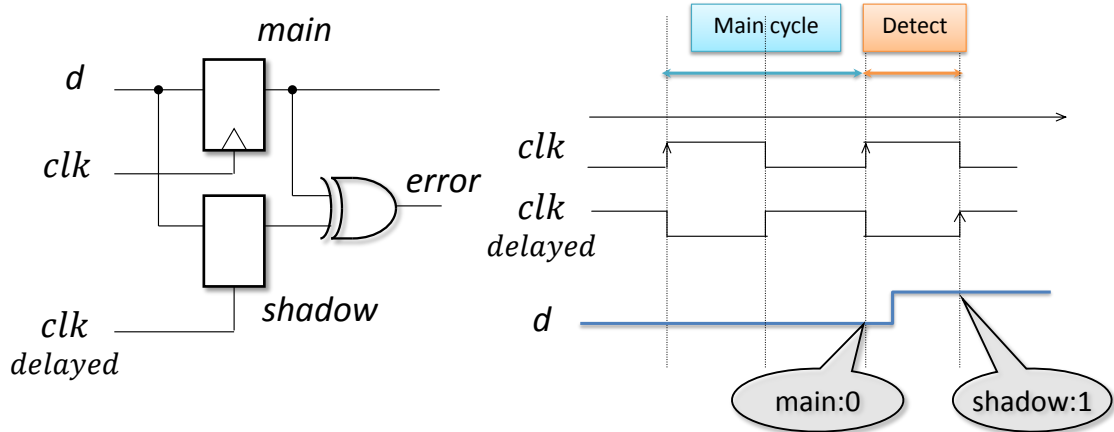 main
d
clk
error
shadow
clk
delayed
Main cycle
Detect
clk
clk
delayed
d
main:0
shadow:1